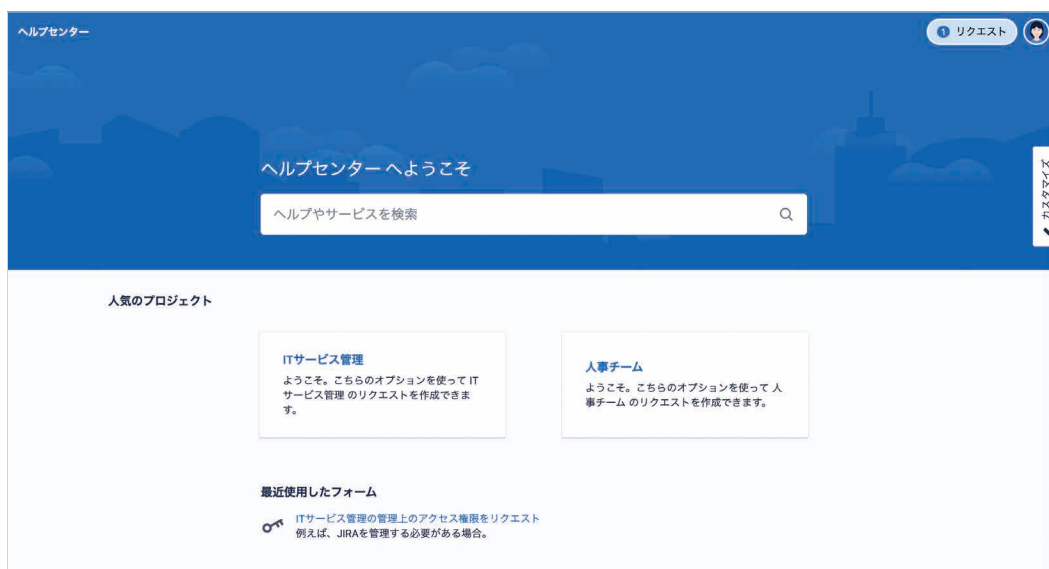 ヘルプセンター
1 リクエスト
ヘルプセンター へようこそ
ヘルプやサービスを検索
カスタマイズ
人気のプロジェクト
ITサービス管理
ようこそ。こちらのオプションを使って IT
サービス管理 のリクエストを作成できま
す。
人事チーム
ようこそ。こちらのオプションを使って 人
事チーム のリクエストを作成できます。
最近使用したフォーム
ITサービス管理の管理上のアクセス権限をリクエスト
例えば、JIRAを管理する必要がある場合。